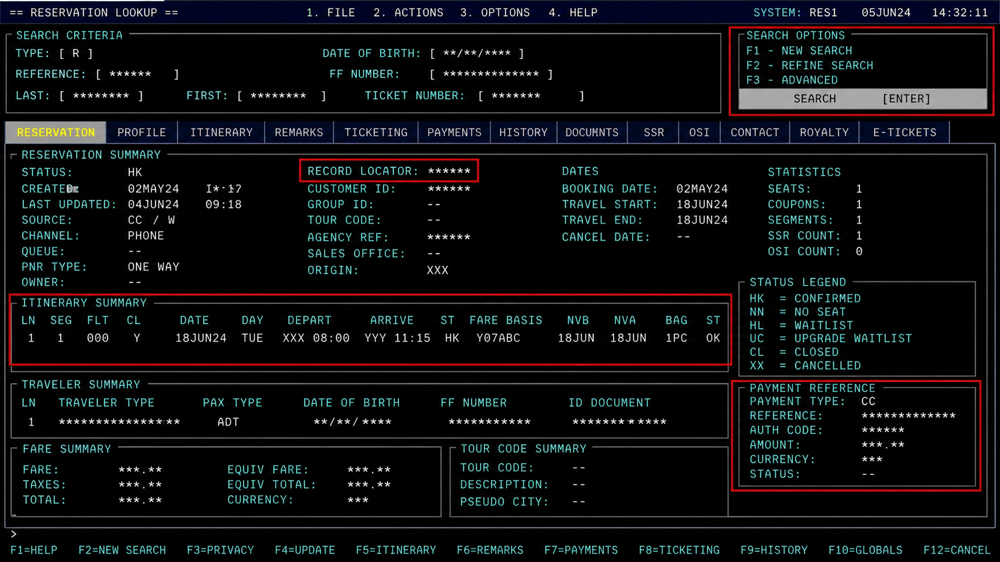 == RESERVATION LOOKUP == 1. FILE 2. ACTIONS 3. OPTIONS 4. HELP SYSTEM: RES1 05JUN24 14:32:11
SEARCH CRITERIA
TYPE: [ R ] DATE OF BIRTH: [ **/**/**** ]
REFERENCE: [ ****** ] FF NUMBER: [ ************** ]
LAST: [ ******** ] FIRST: [ ******** ] TICKET NUMBER: [ ******* ]
SEARCH OPTIONS
F1 - NEW SEARCH
F2 - REFINE SEARCH
F3 - ADVANCED
SEARCH [ENTER]
RESERVATION PROFILE ITINERARY REMARKS TICKETING PAYMENTS HISTORY DOCUMNTS SSR OSI CONTACT ROYALTY E-TICKETS
RESERVATION SUMMARY
STATUS: HK
CREATED: 02MAY24
LAST UPDATED: 04JUN24 09:18
SOURCE: CC / W
CHANNEL: PHONE
QUEUE: --
PNR TYPE: ONE WAY
OWNER: --
RECORD LOCATOR: ******
CUSTOMER ID: ******
GROUP ID: --
TOUR CODE: --
AGENCY REF: ******
SALES OFFICE: --
ORIGIN: XXX
DATES
BOOKING DATE: 02MAY24
TRAVEL START: 18JUN24
TRAVEL END: 18JUN24
CANCEL DATE: --
STATISTICS
SEATS: 1
COUPONS: 1
SEGMENTS: 1
SSR COUNT: 1
OSI COUNT: 0
ITINERARY SUMMARY
LN SEG FLT CL DATE DAY DEPART ARRIVE ST FARE BASIS NVB NVA BAG ST
1 1 000 Y 18JUN24 TUE XXX 08:00 YYY 11:15 HK Y07ABC 18JUN 18JUN 1PC OK
STATUS LEGEND
HK = CONFIRMED
NN = NO SEAT
HL = WAITLIST
UC = UPGRADE WAITLIST
CL = CLOSED
XX = CANCELLED
TRAVELER SUMMARY
LN TRAVELER TYPE PAX TYPE DATE OF BIRTH FF NUMBER ID DOCUMENT
1 ***************** ADT **/**/**** *********** *************
PAYMENT REFERENCE
PAYMENT TYPE: CC
REFERENCE: *************
AUTH CODE: ******
AMOUNT: ***.**
CURRENCY: ***
STATUS: --
FARE SUMMARY
FARE: ***.** EQUIV FARE: ***.**
TAXES: ***.** EQUIV TOTAL: ***.**
TOTAL: ***.** CURRENCY: ***
TOUR CODE SUMMARY
TOUR CODE: --
DESCRIPTION: --
PSEUDO CITY: --
>
F1=HELP F2=NEW SEARCH F3=PRIVACY F4=UPDATE F5=ITINERARY F6=REMARKS F7=PAYMENTS F8=TICKETING F9=HISTORY F10=GLOBALS F12=CANCEL